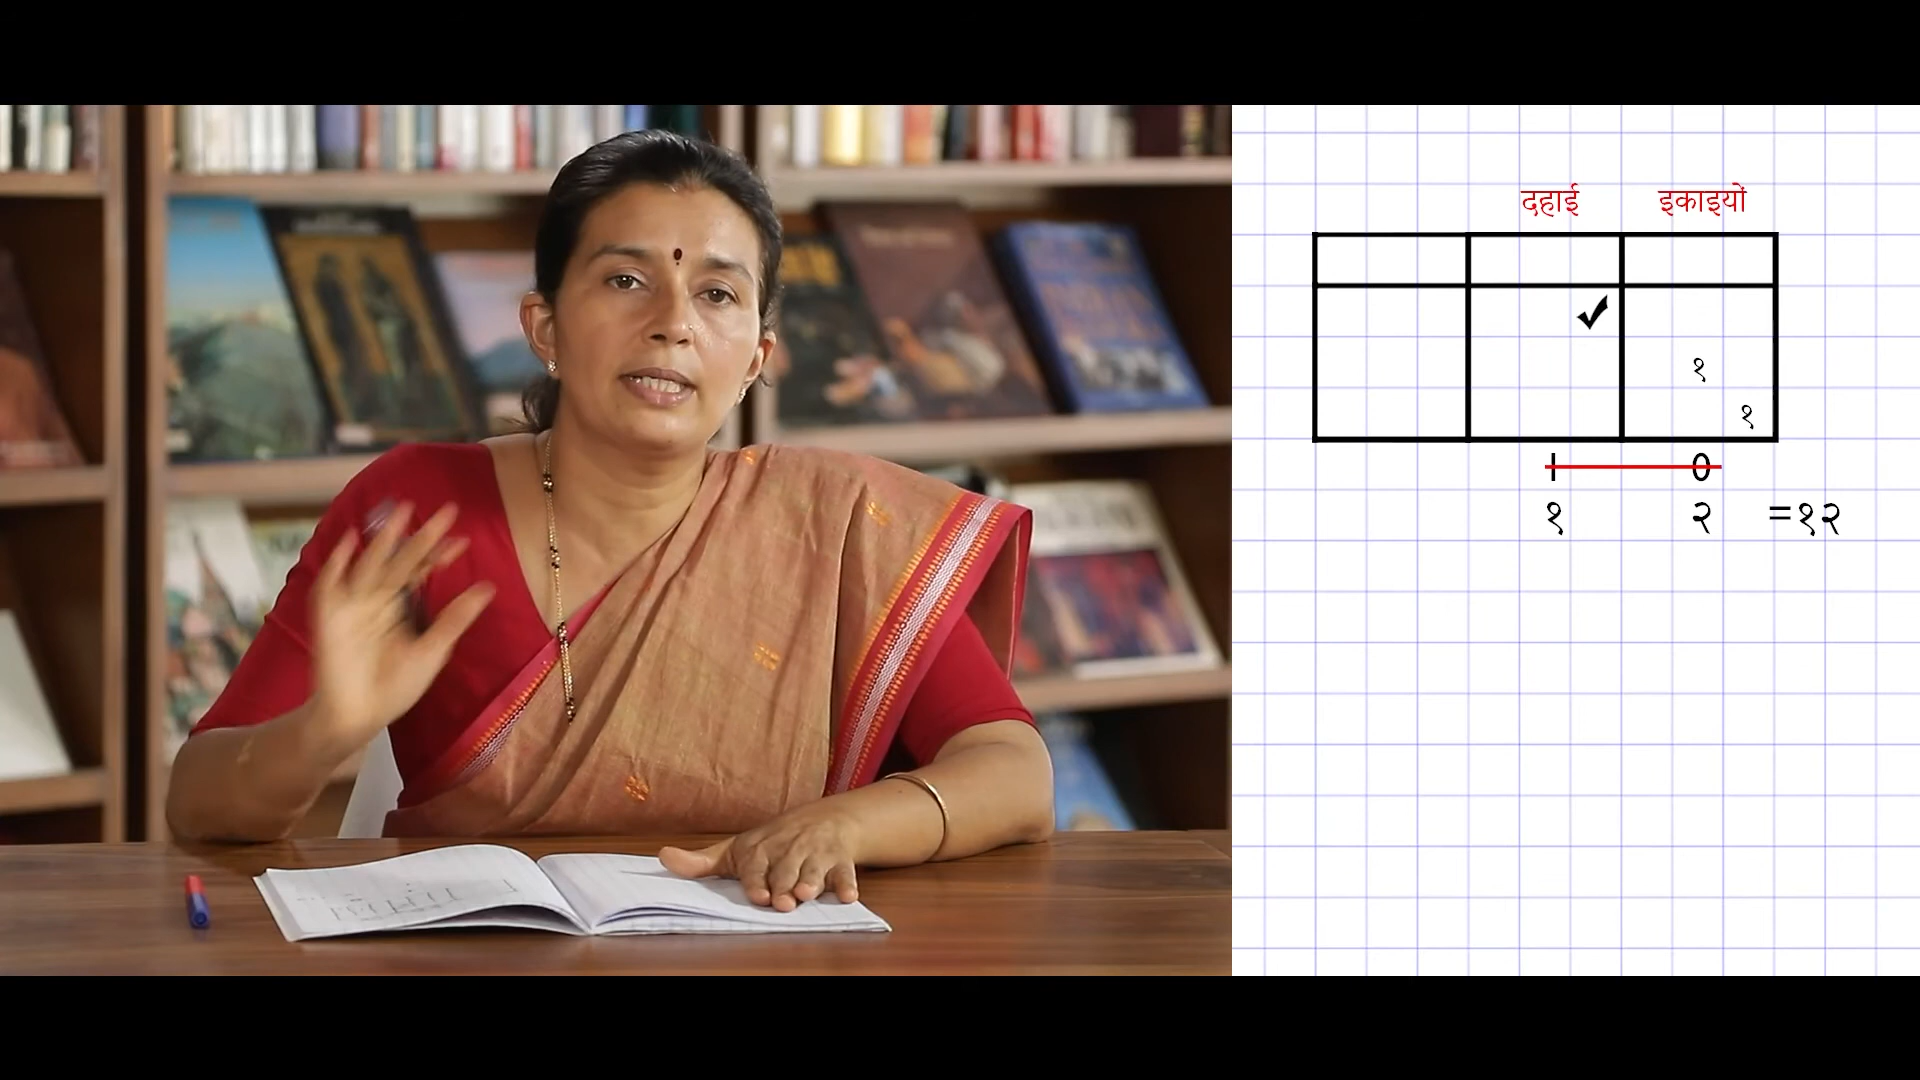 दहाई इकाइयों
✓
१
१
1 0
१ २ =१२